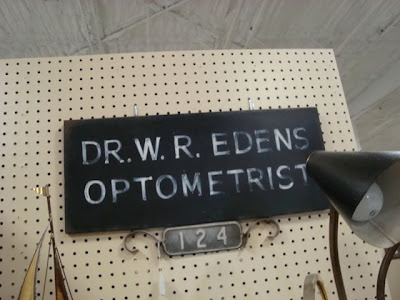 DR. W. R. EDENS
OPTOMETRIST
124